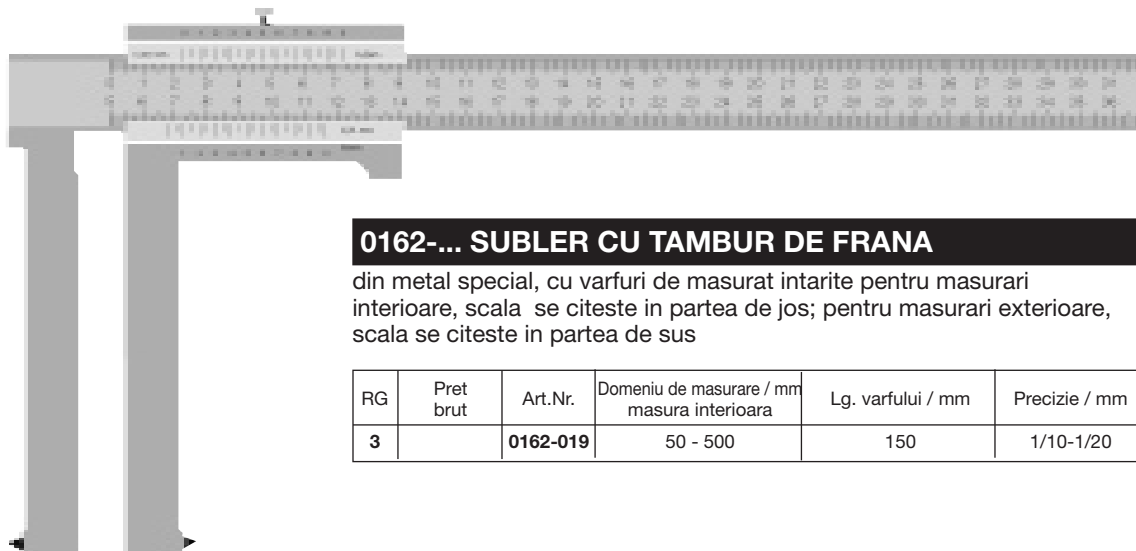 0162-... SUBLER CU TAMBUR DE FRANA
din metal special, cu varfuri de masurat intarite pentru masurari
interioare, scala se citeste in partea de jos; pentru masurari exterioare,
scala se citeste in partea de sus
RG Pret brut Art.Nr. Domeniu de masurare / mm masura interioara Lg. varfului / mm Precizie / mm
3 0162-019 50 - 500 150 1/10-1/20